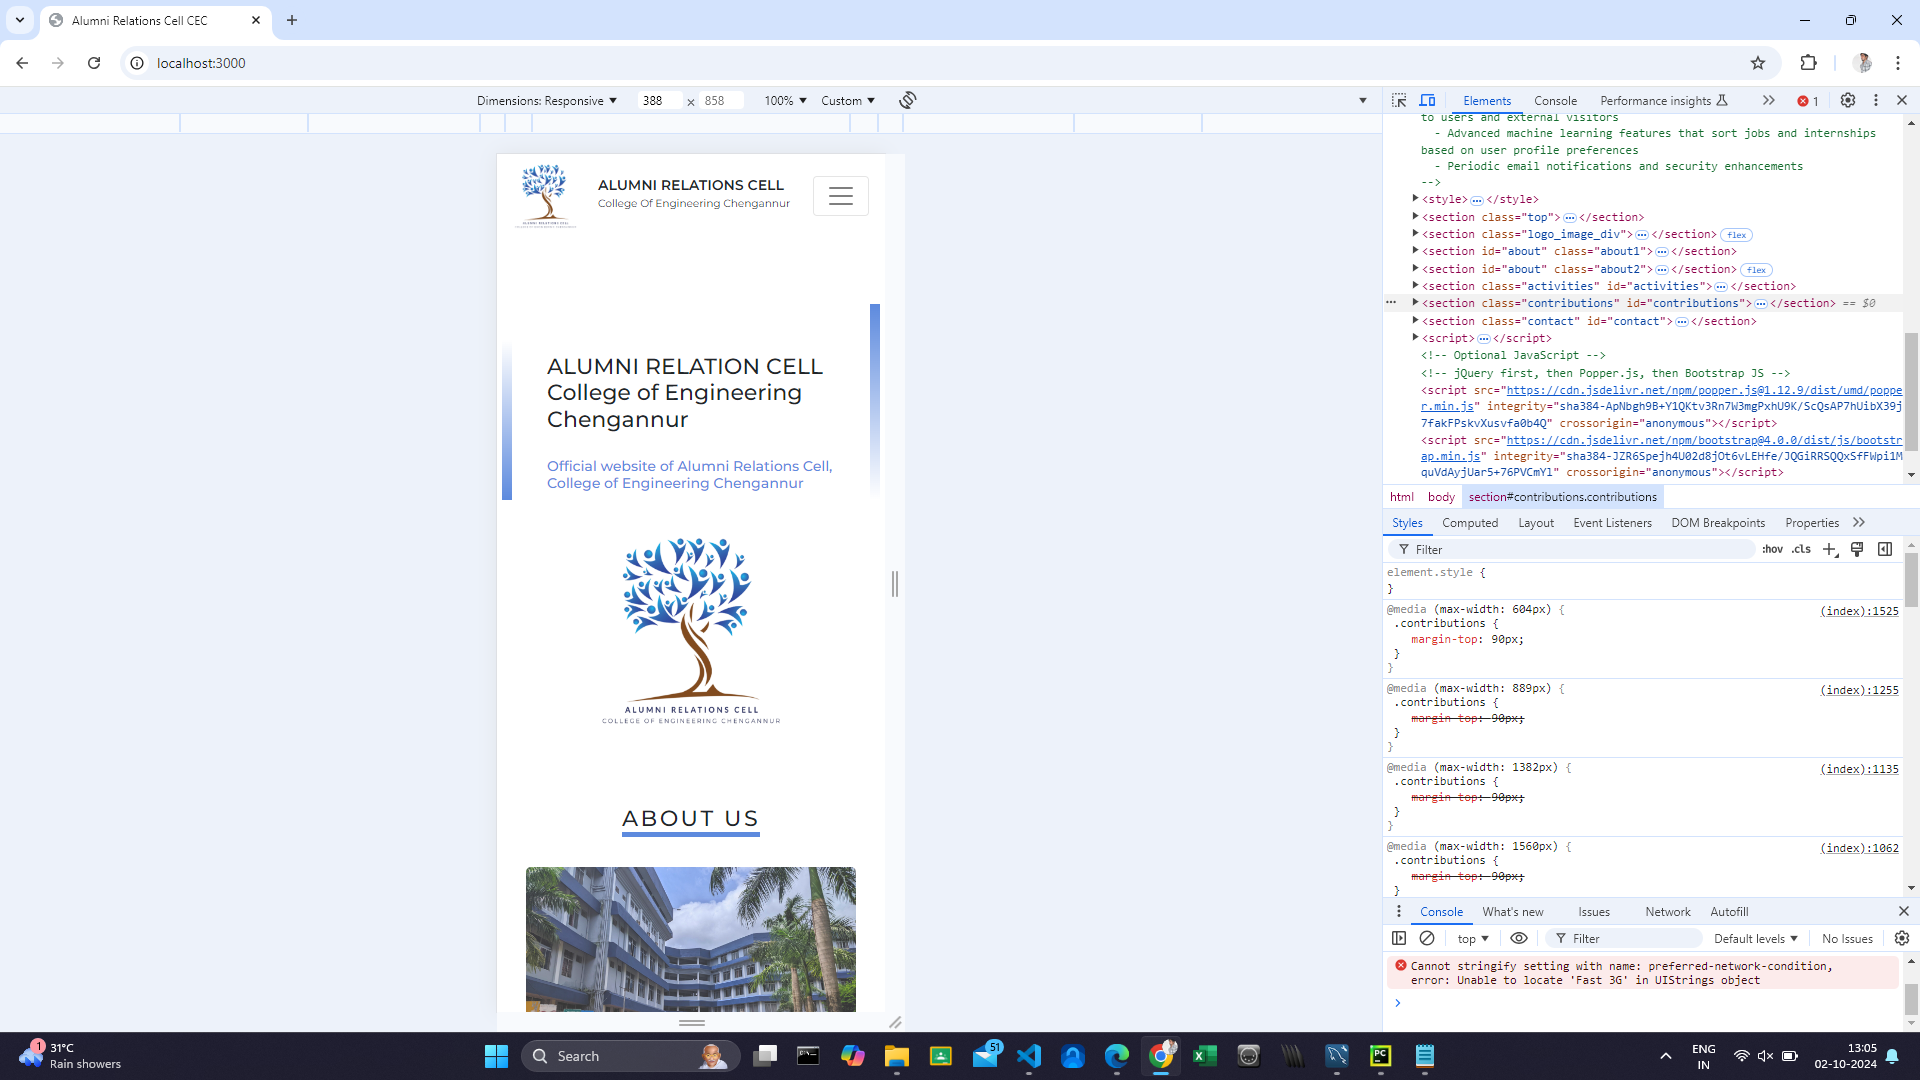 Alumni Relations Cell CEC
localhost:3000
Dimensions: Responsive
388
×
858
100%
Custom
ALUMNI RELATIONS CELL
College Of Engineering Chengannur
ALUMNI RELATION CELL
College of Engineering
Chengannur
Official website of Alumni Relations Cell,
College of Engineering Chengannur
ALUMNI RELATIONS CELL
COLLEGE OF ENGINEERING CHENGANNUR
ABOUT US
Elements
Console
Performance insights
1
to users and external visitors
- Advanced machine learning features that sort jobs and internships
based on user profile preferences
- Periodic email notifications and security enhancements
-->
<style>…</style>
<section class="top">…</section>
<section class="logo_image_div">…</section> flex
<section id="about" class="about1">…</section>
<section id="about" class="about2">…</section> flex
<section class="activities" id="activities">…</section>
<section class="contributions" id="contributions">…</section> == $0
<section class="contact" id="contact">…</section>
<script>…</script>
<!-- Optional JavaScript -->
<!-- jQuery first, then Popper.js, then Bootstrap JS -->
<script src="https://cdn.jsdelivr.net/npm/popper.js@1.12.9/dist/umd/poppe
r.min.js" integrity="sha384-ApNbgh9B+Y1QKtv3Rn7W3mgPxhU9K/ScQsAP7hUibX39j
7fakFPskvXusvfa0b4Q" crossorigin="anonymous"></script>
<script src="https://cdn.jsdelivr.net/npm/bootstrap@4.0.0/dist/js/bootstr
ap.min.js" integrity="sha384-JZR6Spejh4U02d8jOt6vLEHfe/JQGiRRSQQxSfFWpi1M
quVdAyjUar5+76PVCmYl" crossorigin="anonymous"></script>
html body section#contributions.contributions
Styles Computed Layout Event Listeners DOM Breakpoints Properties
Filter
:hov .cls
element.style {
}
@media (max-width: 604px) {
(index):1525
.contributions {
margin-top: 90px;
}
}
@media (max-width: 889px) {
(index):1255
.contributions {
margin-top: 90px;
}
}
@media (max-width: 1382px) {
(index):1135
.contributions {
margin-top: 90px;
}
}
@media (max-width: 1560px) {
(index):1062
.contributions {
margin-top: 90px;
}
Console What's new Issues Network Autofill
top
Filter
Default levels
No Issues
Cannot stringify setting with name: preferred-network-condition,
error: Unable to locate 'Fast 3G' in UIStrings object
1
31°C
Rain showers
Search
51
PC
ENG
IN
13:05
02-10-2024